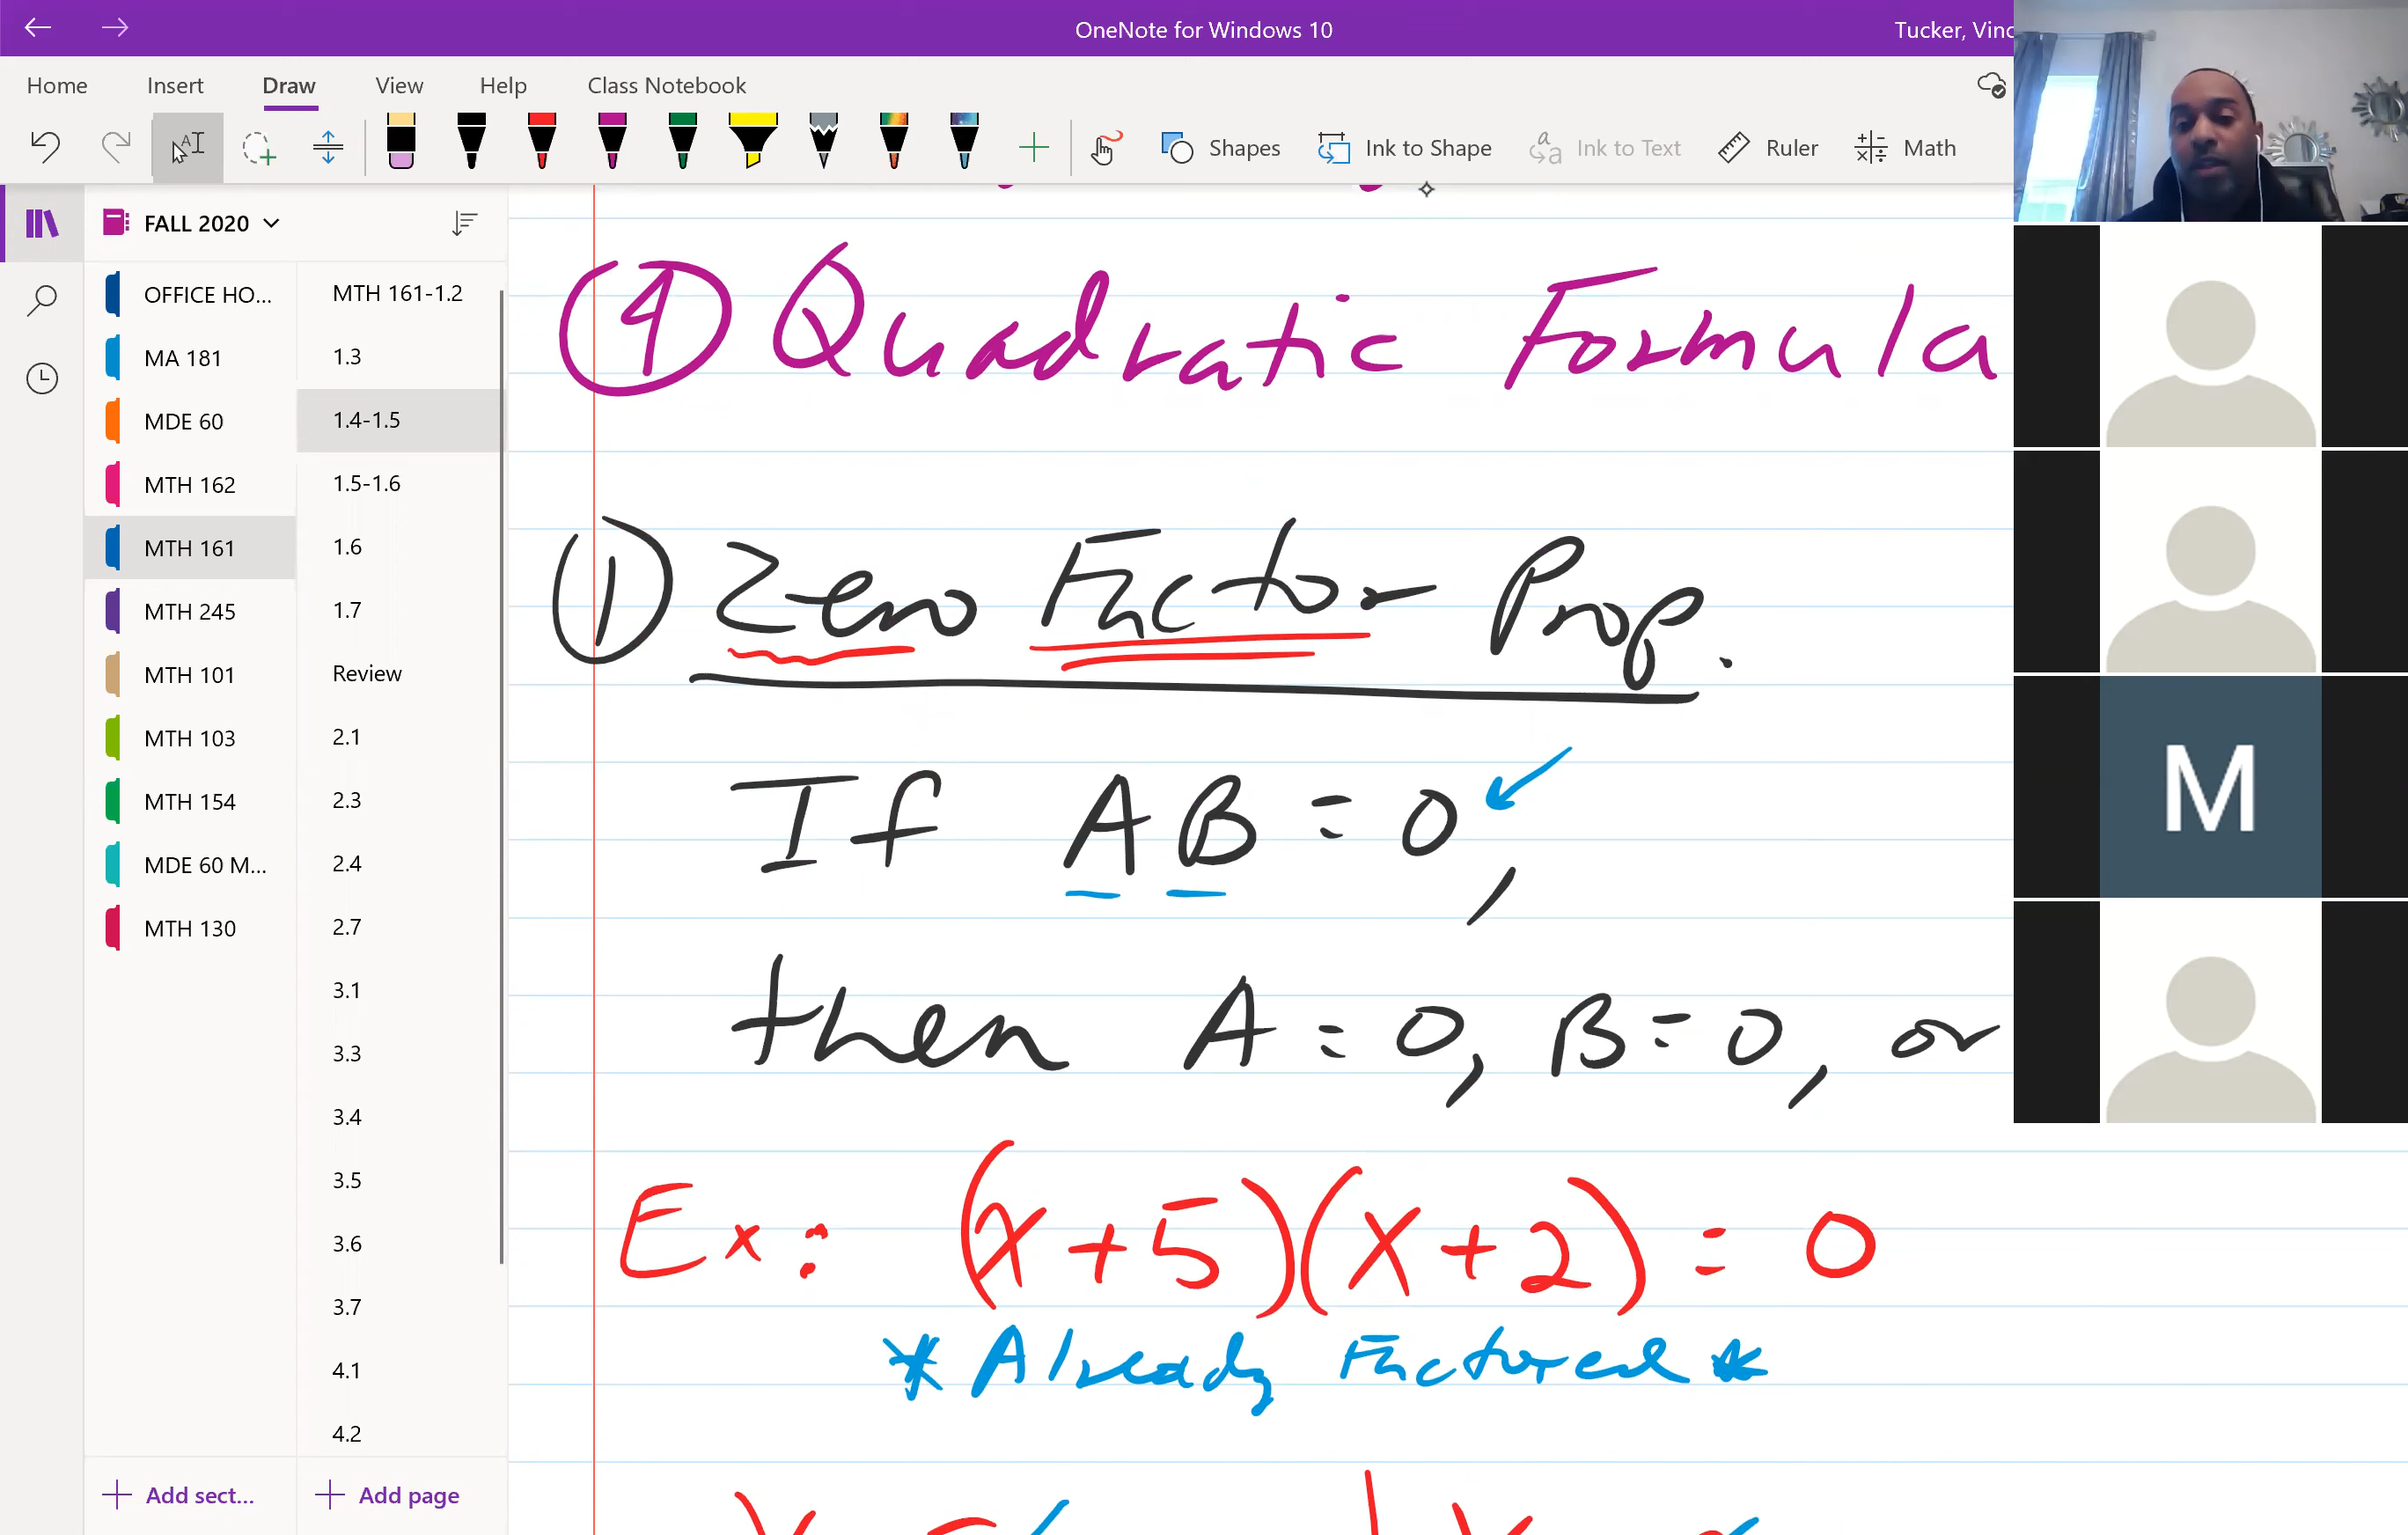 OneNote for Windows 10
Tucker, Vinc
Home Insert Draw View Help Class Notebook
Shapes Ink to Shape Ink to Text Ruler Math
FALL 2020
OFFICE HO...
MA 181
MDE 60
MTH 162
MTH 161
MTH 245
MTH 101
MTH 103
MTH 154
MDE 60 M...
MTH 130
Add sect...
MTH 161-1.2
1.3
1.4-1.5
1.5-1.6
1.6
1.7
Review
2.1
2.3
2.4
2.7
3.1
3.3
3.4
3.5
3.6
3.7
4.1
4.2
Add page
④ Quadratic Formula
① Zero Factor Prop.
If AB = 0,
then A = 0, B = 0, or
Ex: (x + 5)(x + 2) = 0
* Already Factored *
M